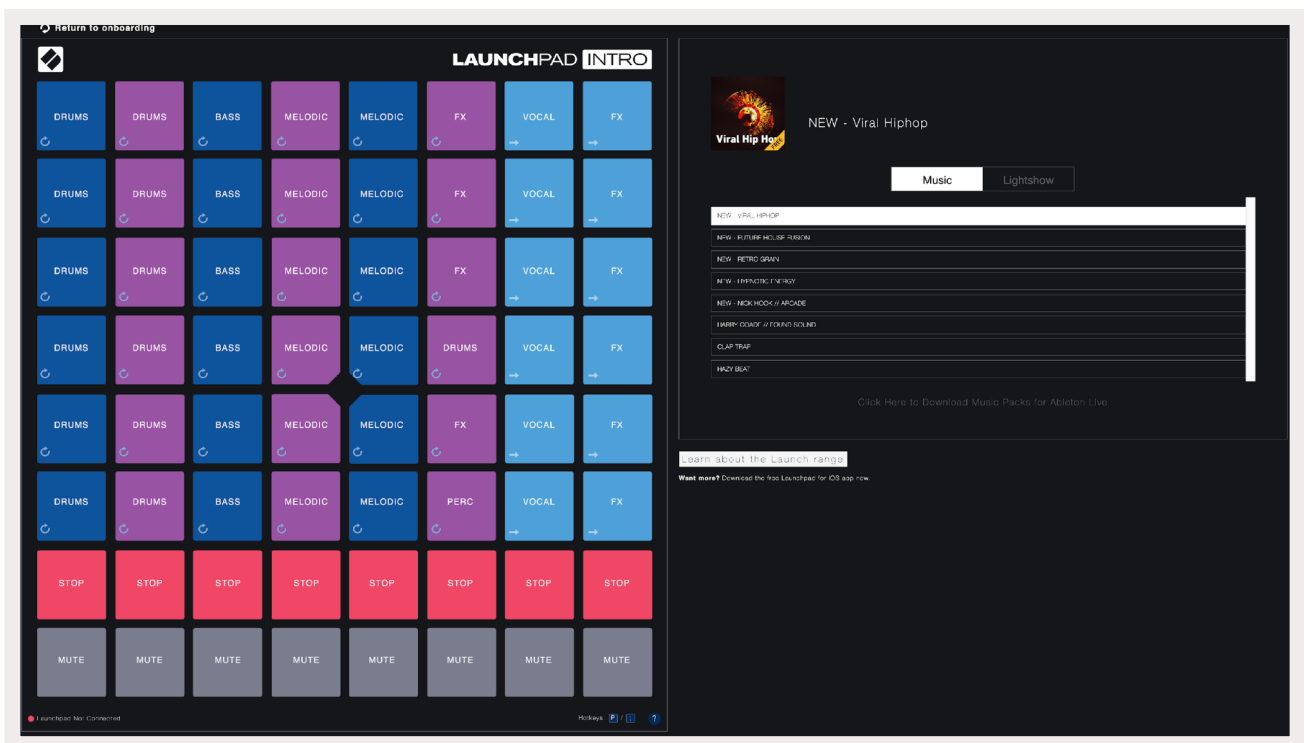 Return to onboarding
LAUNCHPAD INTRO
DRUMS DRUMS BASS MELODIC MELODIC FX VOCAL FX
DRUMS DRUMS BASS MELODIC MELODIC FX VOCAL FX
DRUMS DRUMS BASS MELODIC MELODIC FX VOCAL FX
DRUMS DRUMS BASS MELODIC MELODIC DRUMS VOCAL FX
DRUMS DRUMS BASS MELODIC MELODIC FX VOCAL FX
DRUMS DRUMS BASS MELODIC MELODIC PERC VOCAL FX
STOP STOP STOP STOP STOP STOP STOP STOP
MUTE MUTE MUTE MUTE MUTE MUTE MUTE MUTE
Launchpad Not Connected
Hotkeys P / ?
Viral Hip Hop
FREE
NEW - Viral Hiphop
Music Lightshow
NEW - VIRAL HIPHOP
NEW - FUTURE HOUSE FUSION
NEW - RETRO GRAIN
NEW - HYPNOTIC ENERGY
NEW - NICK HOOK // ARCADE
HARRY COADE // FOUND SOUND
CLAP TRAP
HAZY BEAT
Click Here to Download Music Packs for Ableton Live
Learn about the Launch range
Want more? Download the free Launchpad for iOS app now.